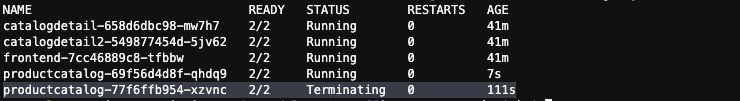 NAME READY STATUS RESTARTS AGE
catalogdetail-658d6dbc98-mw7h7 2/2 Running 0 41m
catalogdetail2-549877454d-5jv62 2/2 Running 0 41m
frontend-7cc46889c8-tfbbw 2/2 Running 0 41m
productcatalog-69f56d4d8f-qhdq9 2/2 Running 0 7s
productcatalog-77f6ffb954-xzvnc 2/2 Terminating 0 111s